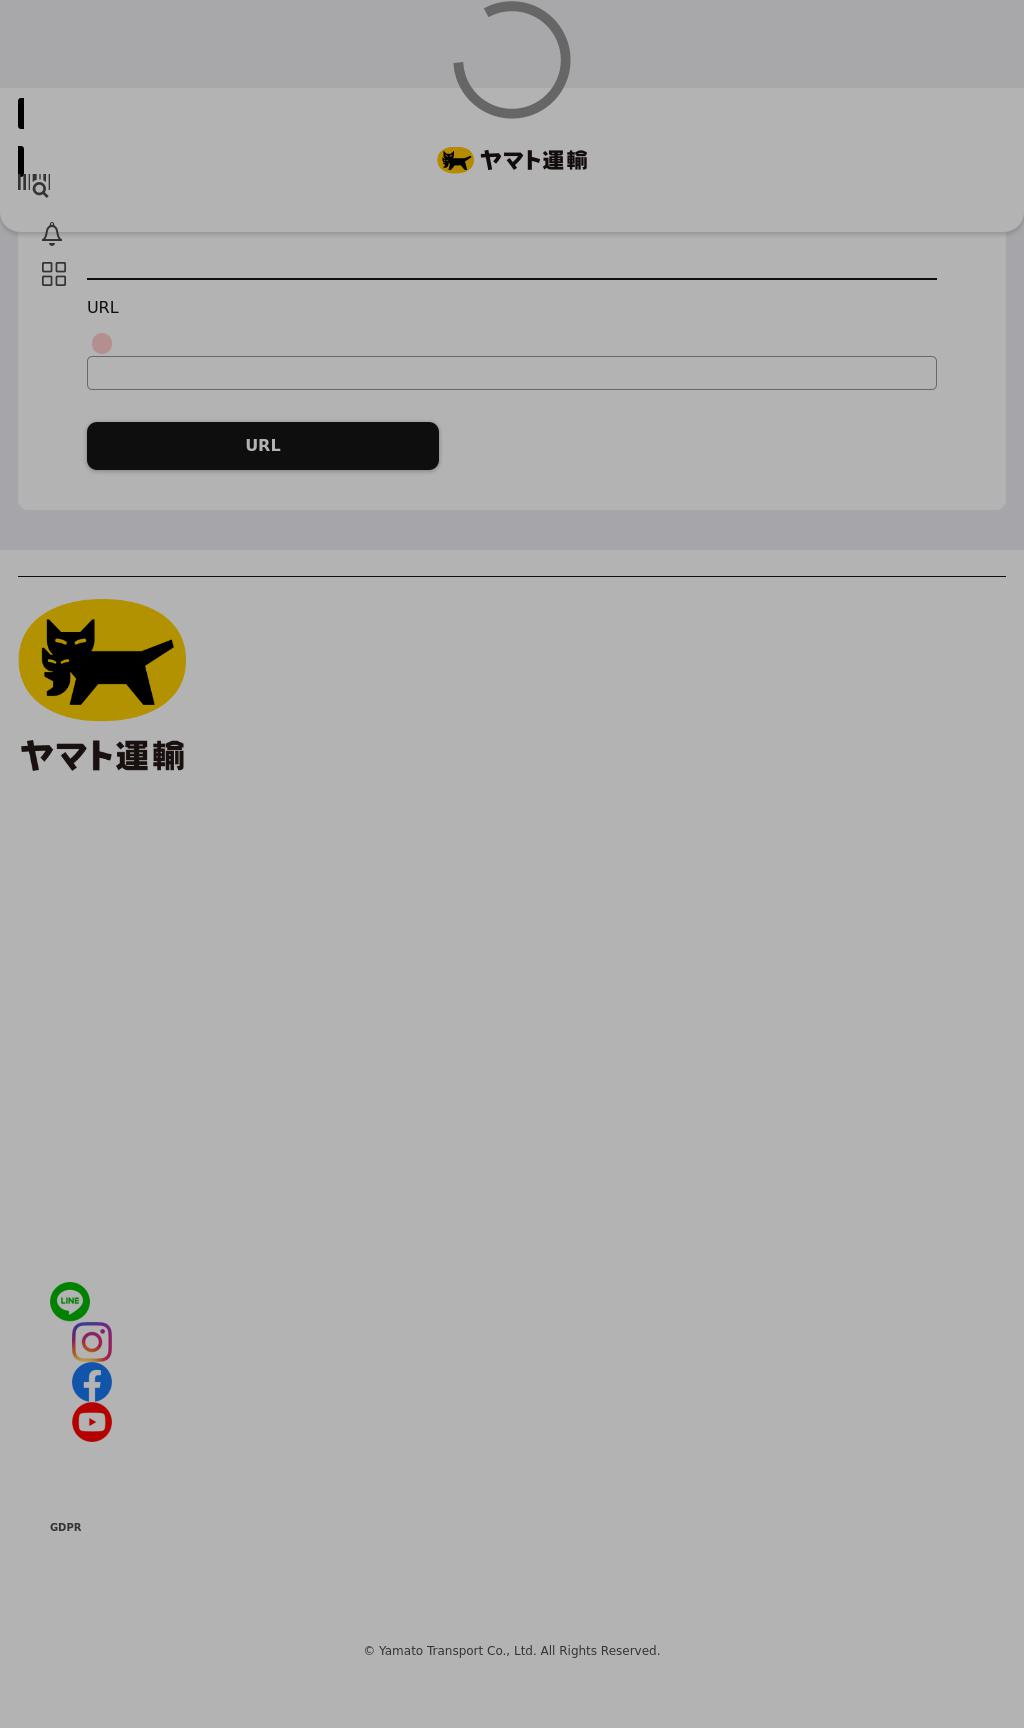 ヤマト運輸
URL
URL
ヤマト運輸
LINE
GDPR
© Yamato Transport Co., Ltd. All Rights Reserved.